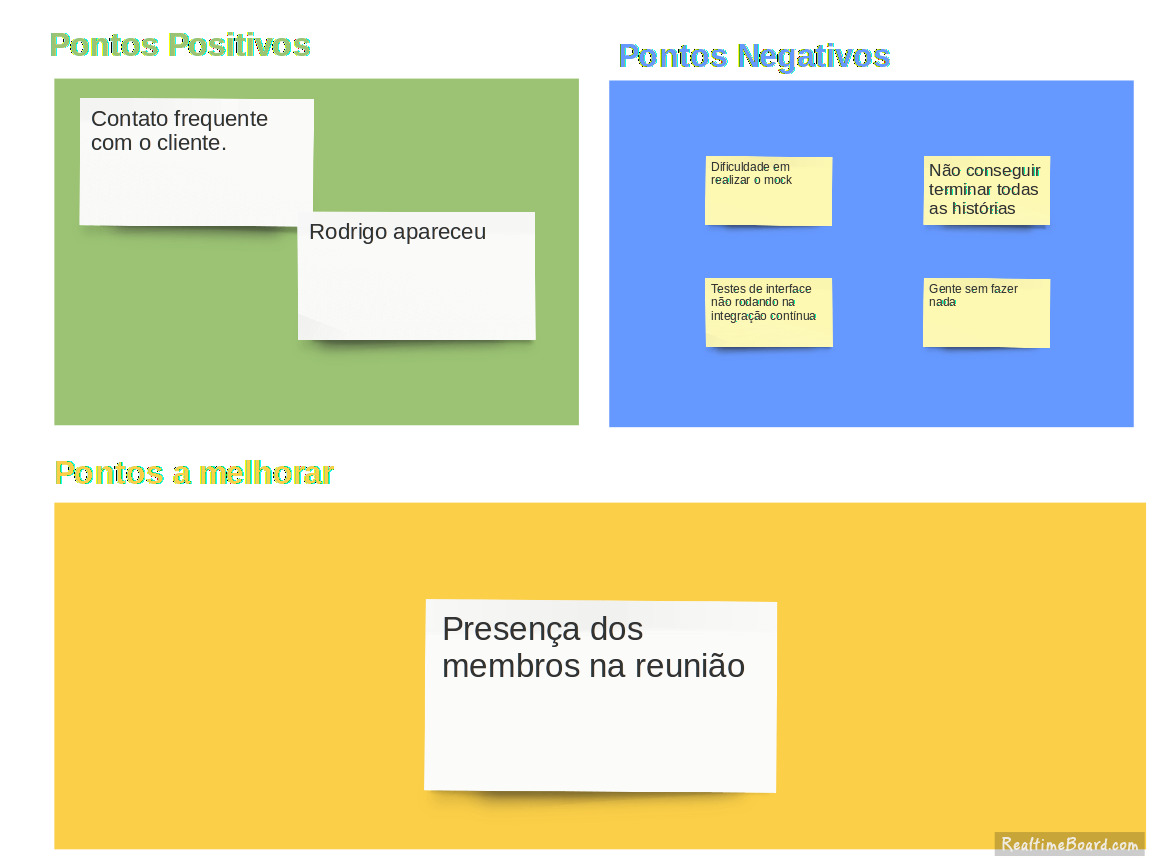 Pontos Positivos
Contato frequente
com o cliente.
Rodrigo apareceu
Pontos Negativos
Dificuldade em
realizar o mock
Não conseguir
terminar todas
as histórias
Testes de interface
não rodando na
integração contínua
Gente sem fazer
nada
Pontos a melhorar
Presença dos
membros na reunião
RealtimeBoard.com